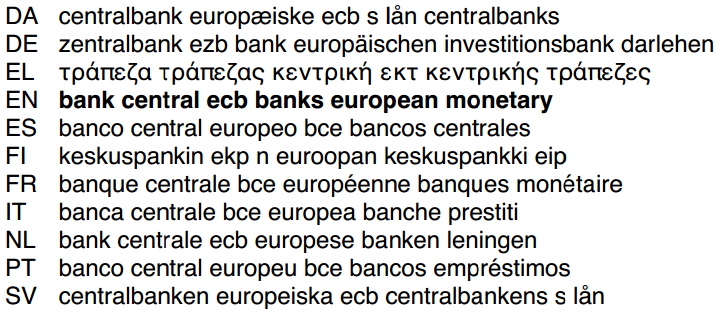 DA centralbank europæiske ecb s lån centralbanks
DE zentralbank ezb bank europäischen investitionsbank darlehen
EL τράπεζα τράπεζας κεντρική εκτ κεντρικής τράπεζες
EN bank central ecb banks european monetary
ES banco central europeo bce bancos centrales
FI keskuspankin ekp n euroopan keskuspankki eip
FR banque centrale bce européenne banques monétaire
IT banca centrale bce europea banche prestiti
NL bank centrale ecb europese banken leningen
PT banco central europeu bce bancos empréstimos
SV centralbanken europeiska ecb centralbankens s lån